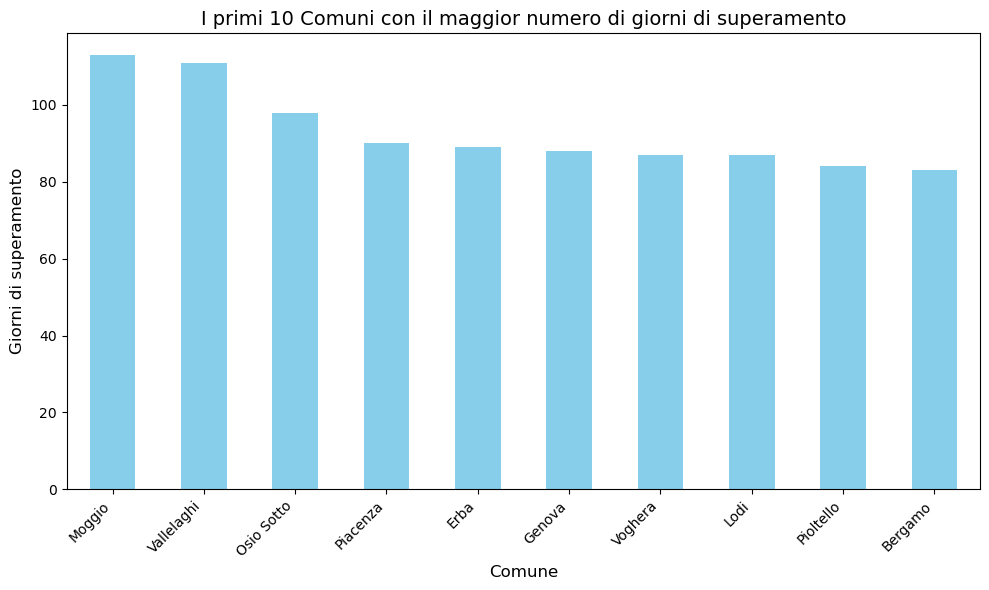 I primi 10 Comuni con il maggior numero di giorni di superamento
Giorni di superamento
100
80
60
40
20
0
Moggio
Vallelaghi
Osio Sotto
Piacenza
Erba
Genova
Voghera
Lodi
Pioltello
Bergamo
Comune